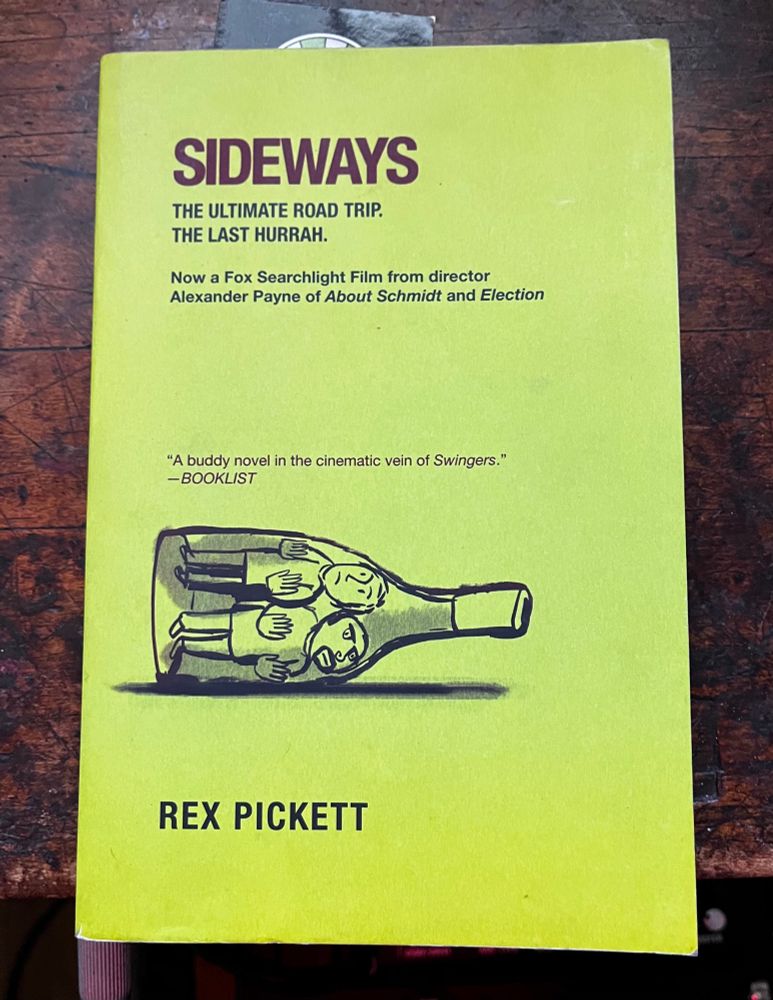 SIDEWAYS
THE ULTIMATE ROAD TRIP.
THE LAST HURRAH.
Now a Fox Searchlight Film from director
Alexander Payne of About Schmidt and Election
“A buddy novel in the cinematic vein of Swingers.”
—BOOKLIST
REX PICKETT